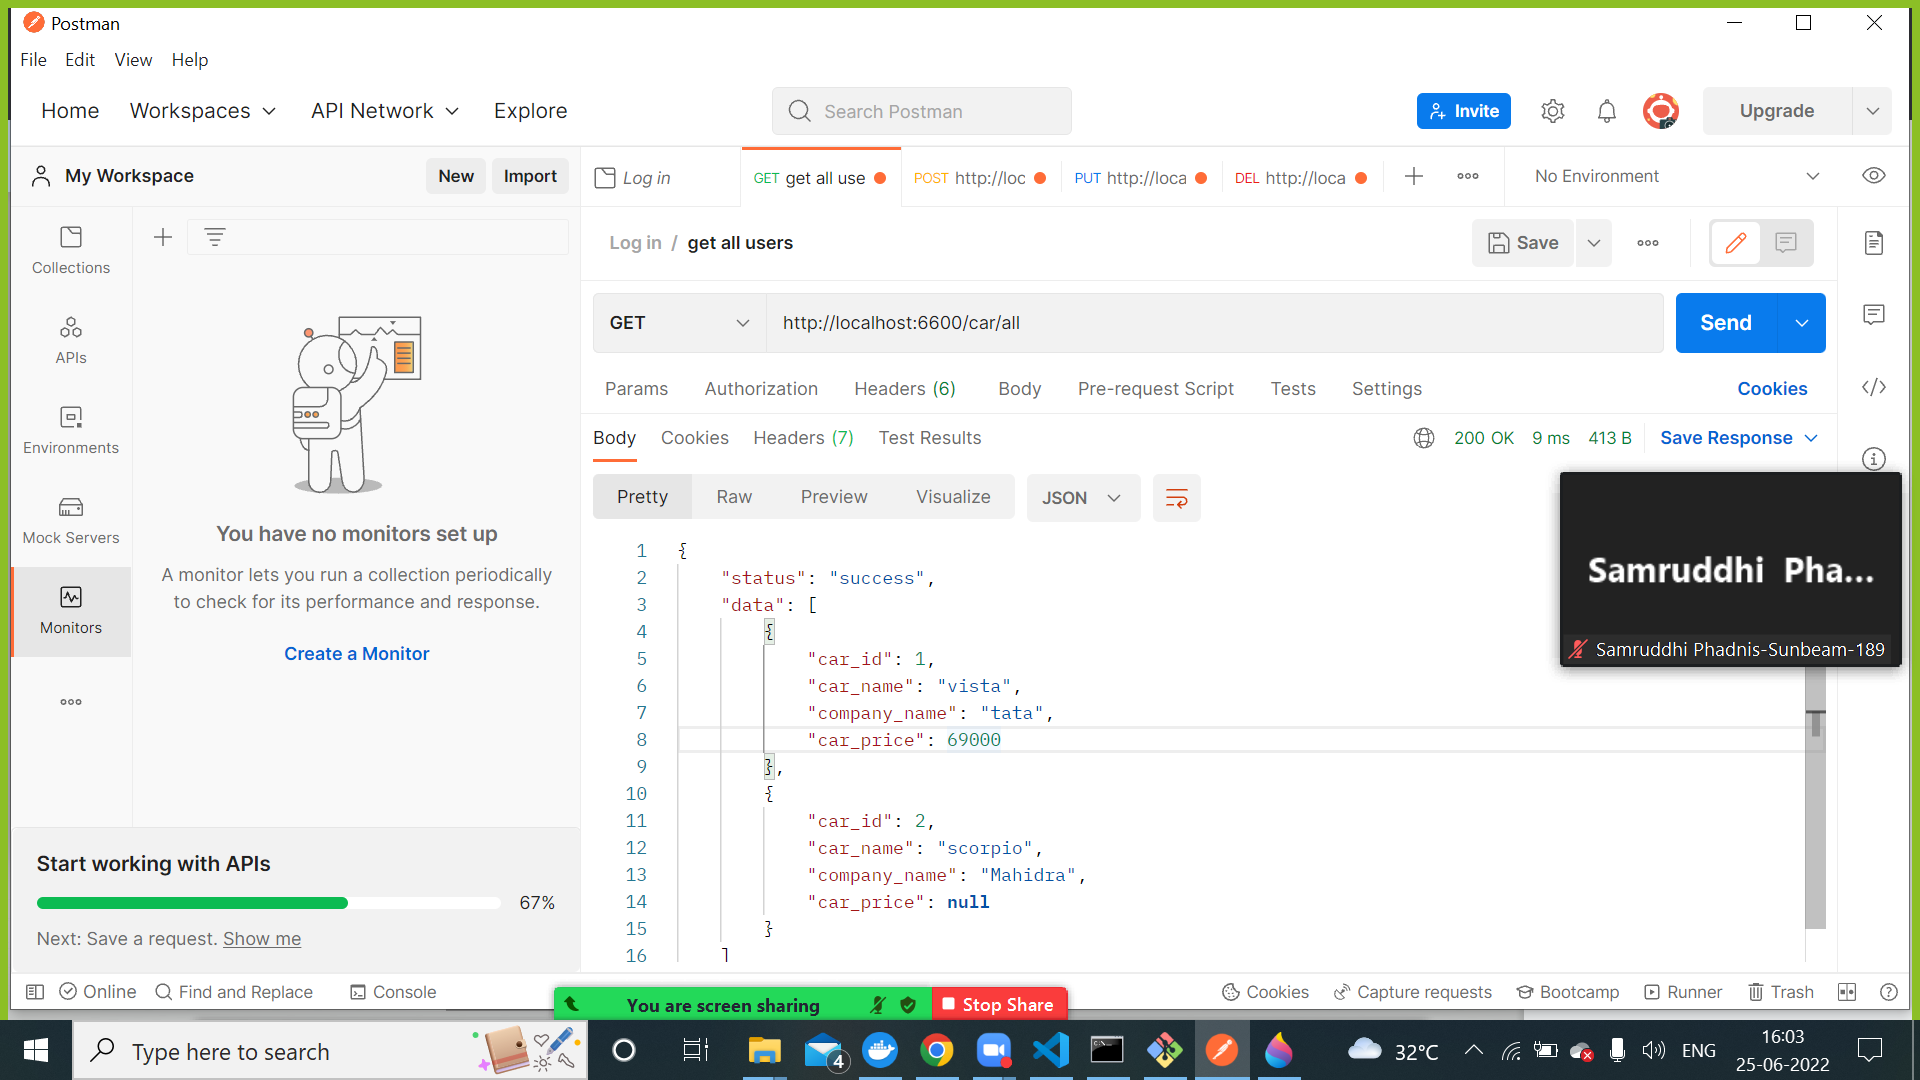 Postman
File Edit View Help
Home Workspaces API Network Explore
Search Postman
Invite
Upgrade
My Workspace
New
Import
Log in
GET get all use
POST http://loc
PUT http://loca
DEL http://loca
No Environment
Collections
APIs
Environments
Mock Servers
Monitors
You have no monitors set up
A monitor lets you run a collection periodically
to check for its performance and response.
Create a Monitor
Start working with APIs
67%
Next: Save a request. Show me
Log in / get all users
Save
GET
http://localhost:6600/car/all
Send
Params Authorization Headers (6) Body Pre-request Script Tests Settings
Cookies
Body Cookies Headers (7) Test Results
200 OK 9 ms 413 B Save Response
Pretty Raw Preview Visualize JSON
1 {
2 "status": "success",
3 "data": [
4 {
5 "car_id": 1,
6 "car_name": "vista",
7 "company_name": "tata",
8 "car_price": 69000
9 },
10 {
11 "car_id": 2,
12 "car_name": "scorpio",
13 "company_name": "Mahidra",
14 "car_price": null
15 }
16 ]
Samruddhi Pha...
Samruddhi Phadnis-Sunbeam-189
Online Find and Replace Console
Cookies Capture requests Bootcamp Runner Trash
You are screen sharing
Stop Share
Type here to search
4
32°C
ENG
16:03
25-06-2022